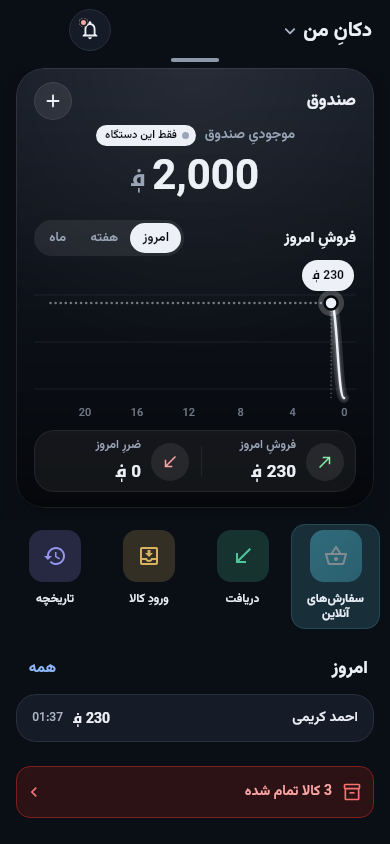 دکانِ من
صندوق
موجودیِ صندوق
فقط این دستگاه
2,000 ؋
فروشِ امروز
امروز
هفته
ماه
230 ؋
0 4 8 12 16 20
فروشِ امروز
230 ؋
ضررِ امروز
0 ؋
سفارش‌های
آنلاین
دریافت
ورودِ کالا
تاریخچه
امروز
همه
احمد کریمی
230 ؋
01:37
3 کالا تمام شده